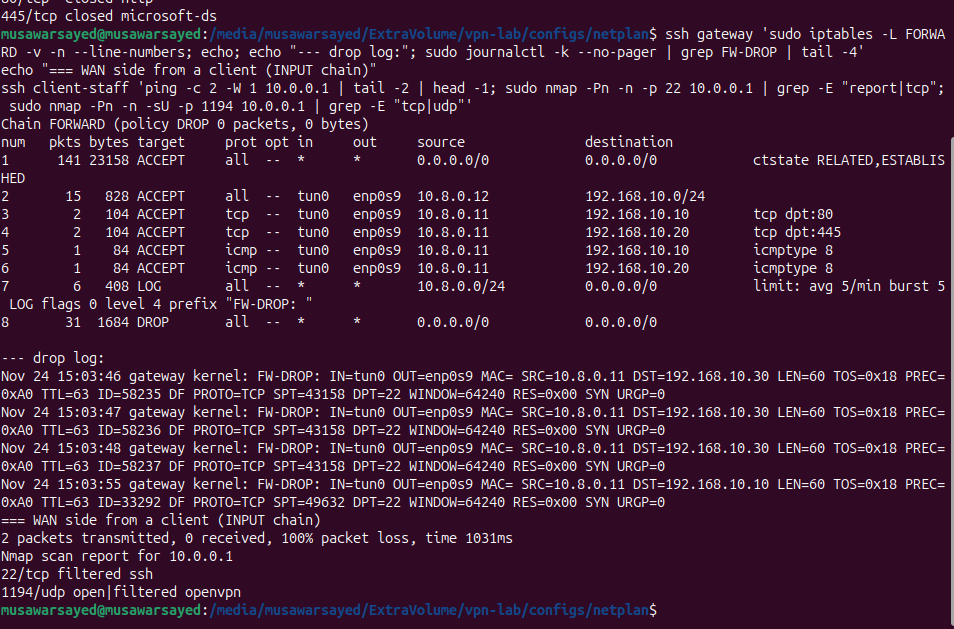 445/tcp closed microsoft-ds
musawarsayed@musawarsayed:/media/musawarsayed/ExtraVolume/vpn-lab/configs/netplan$ ssh gateway 'sudo iptables -L FORWA
RD -v -n --line-numbers; echo; echo "--- drop log:"; sudo journalctl -k --no-pager | grep FW-DROP | tail -4'
echo "=== WAN side from a client (INPUT chain)"
ssh client-staff 'ping -c 2 -W 1 10.0.0.1 | tail -2 | head -1; sudo nmap -Pn -n -p 22 10.0.0.1 | grep -E "report|tcp";
 sudo nmap -Pn -n -sU -p 1194 10.0.0.1 | grep -E "tcp|udp"'
Chain FORWARD (policy DROP 0 packets, 0 bytes)
num   pkts bytes target     prot opt in     out     source               destination
1      141 23158 ACCEPT     all  --  *      *       0.0.0.0/0            0.0.0.0/0            ctstate RELATED,ESTABLIS
HED
2       15   828 ACCEPT     all  --  tun0   enp0s9  10.8.0.12            192.168.10.0/24
3        2   104 ACCEPT     tcp  --  tun0   enp0s9  10.8.0.11            192.168.10.10        tcp dpt:80
4        2   104 ACCEPT     tcp  --  tun0   enp0s9  10.8.0.11            192.168.10.20        tcp dpt:445
5        1    84 ACCEPT     icmp --  tun0   enp0s9  10.8.0.11            192.168.10.10        icmptype 8
6        1    84 ACCEPT     icmp --  tun0   enp0s9  10.8.0.11            192.168.10.20        icmptype 8
7        6   408 LOG        all  --  *      *       10.8.0.0/24          0.0.0.0/0            limit: avg 5/min burst 5
 LOG flags 0 level 4 prefix "FW-DROP: "
8       31  1684 DROP       all  --  *      *       0.0.0.0/0            0.0.0.0/0

--- drop log:
Nov 24 15:03:46 gateway kernel: FW-DROP: IN=tun0 OUT=enp0s9 MAC= SRC=10.8.0.11 DST=192.168.10.30 LEN=60 TOS=0x18 PREC=
0xA0 TTL=63 ID=58235 DF PROTO=TCP SPT=43158 DPT=22 WINDOW=64240 RES=0x00 SYN URGP=0
Nov 24 15:03:47 gateway kernel: FW-DROP: IN=tun0 OUT=enp0s9 MAC= SRC=10.8.0.11 DST=192.168.10.30 LEN=60 TOS=0x18 PREC=
0xA0 TTL=63 ID=58236 DF PROTO=TCP SPT=43158 DPT=22 WINDOW=64240 RES=0x00 SYN URGP=0
Nov 24 15:03:48 gateway kernel: FW-DROP: IN=tun0 OUT=enp0s9 MAC= SRC=10.8.0.11 DST=192.168.10.30 LEN=60 TOS=0x18 PREC=
0xA0 TTL=63 ID=58237 DF PROTO=TCP SPT=43158 DPT=22 WINDOW=64240 RES=0x00 SYN URGP=0
Nov 24 15:03:55 gateway kernel: FW-DROP: IN=tun0 OUT=enp0s9 MAC= SRC=10.8.0.11 DST=192.168.10.10 LEN=60 TOS=0x18 PREC=
0xA0 TTL=63 ID=33292 DF PROTO=TCP SPT=49632 DPT=22 WINDOW=64240 RES=0x00 SYN URGP=0
=== WAN side from a client (INPUT chain)
2 packets transmitted, 0 received, 100% packet loss, time 1031ms
Nmap scan report for 10.0.0.1
22/tcp filtered ssh
1194/udp open|filtered openvpn
musawarsayed@musawarsayed:/media/musawarsayed/ExtraVolume/vpn-lab/configs/netplan$